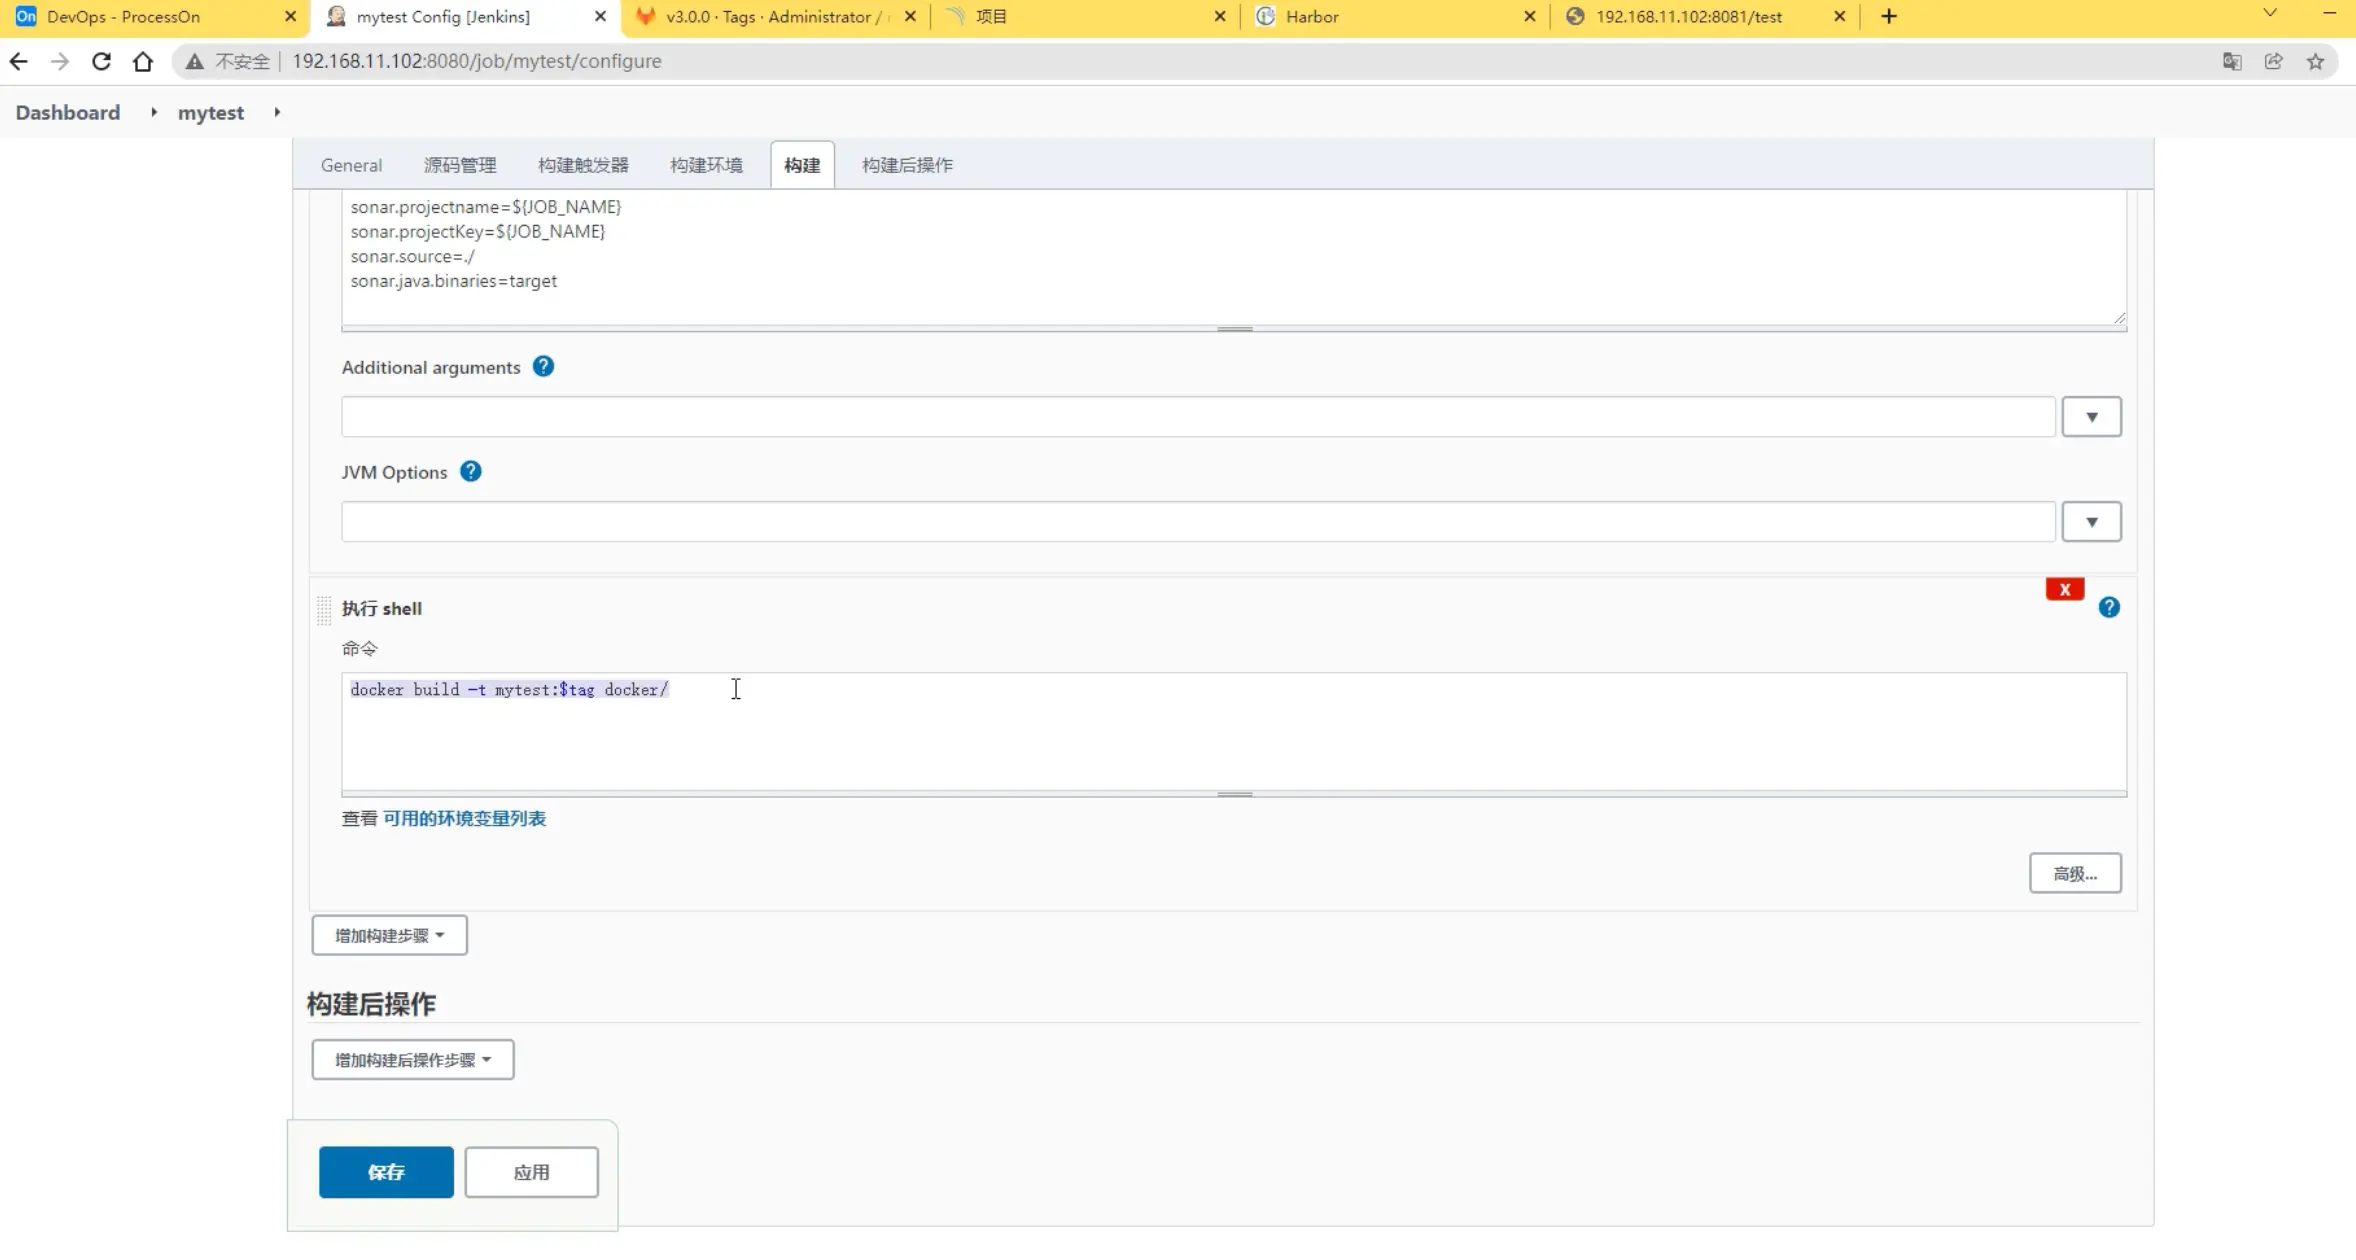 DevOps - ProcessOn
mytest Config [Jenkins]
v3.0.0 · Tags · Administrator /
项目
Harbor
192.168.11.102:8081/test
不安全
192.168.11.102:8080/job/mytest/configure
Dashboard
mytest
General
源码管理
构建触发器
构建环境
构建
构建后操作
sonar.projectname=${JOB_NAME}
sonar.projectKey=${JOB_NAME}
sonar.source=./
sonar.java.binaries=target
Additional arguments
JVM Options
X
执行 shell
命令
docker build -t mytest:$tag docker/
查看 可用的环境变量列表
高级...
增加构建步骤
构建后操作
增加构建后操作步骤
保存
应用